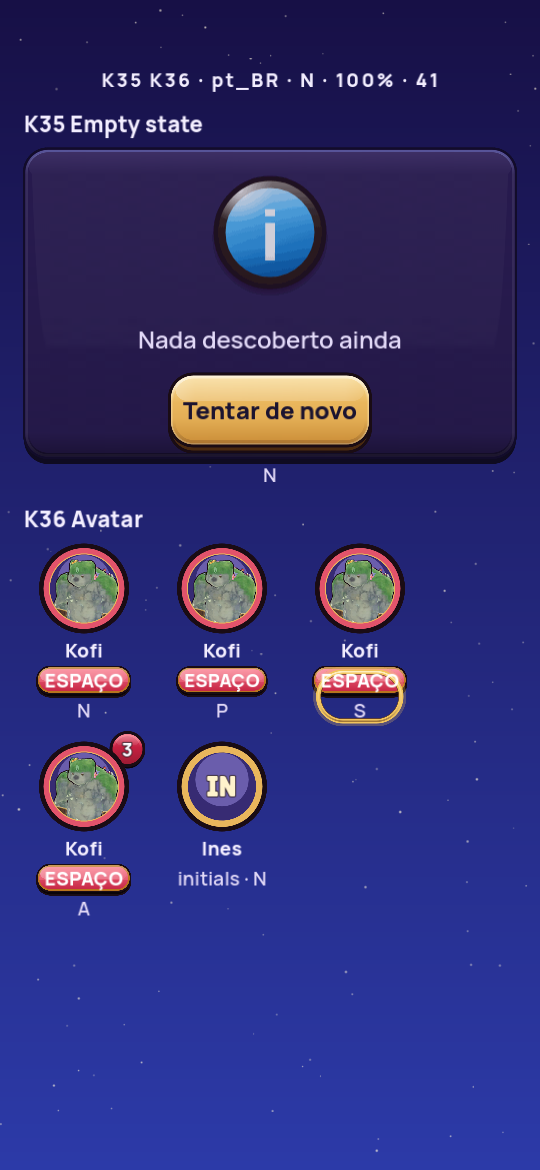 K35 K36 · pt_BR · N · 100% · 41
K35 Empty state
i
Nada descoberto ainda
Tentar de novo
N
K36 Avatar
Kofi Kofi Kofi
ESPAÇO ESPAÇO ESPAÇO
N P S
3
IN
Kofi Ines
ESPAÇO initials · N
A